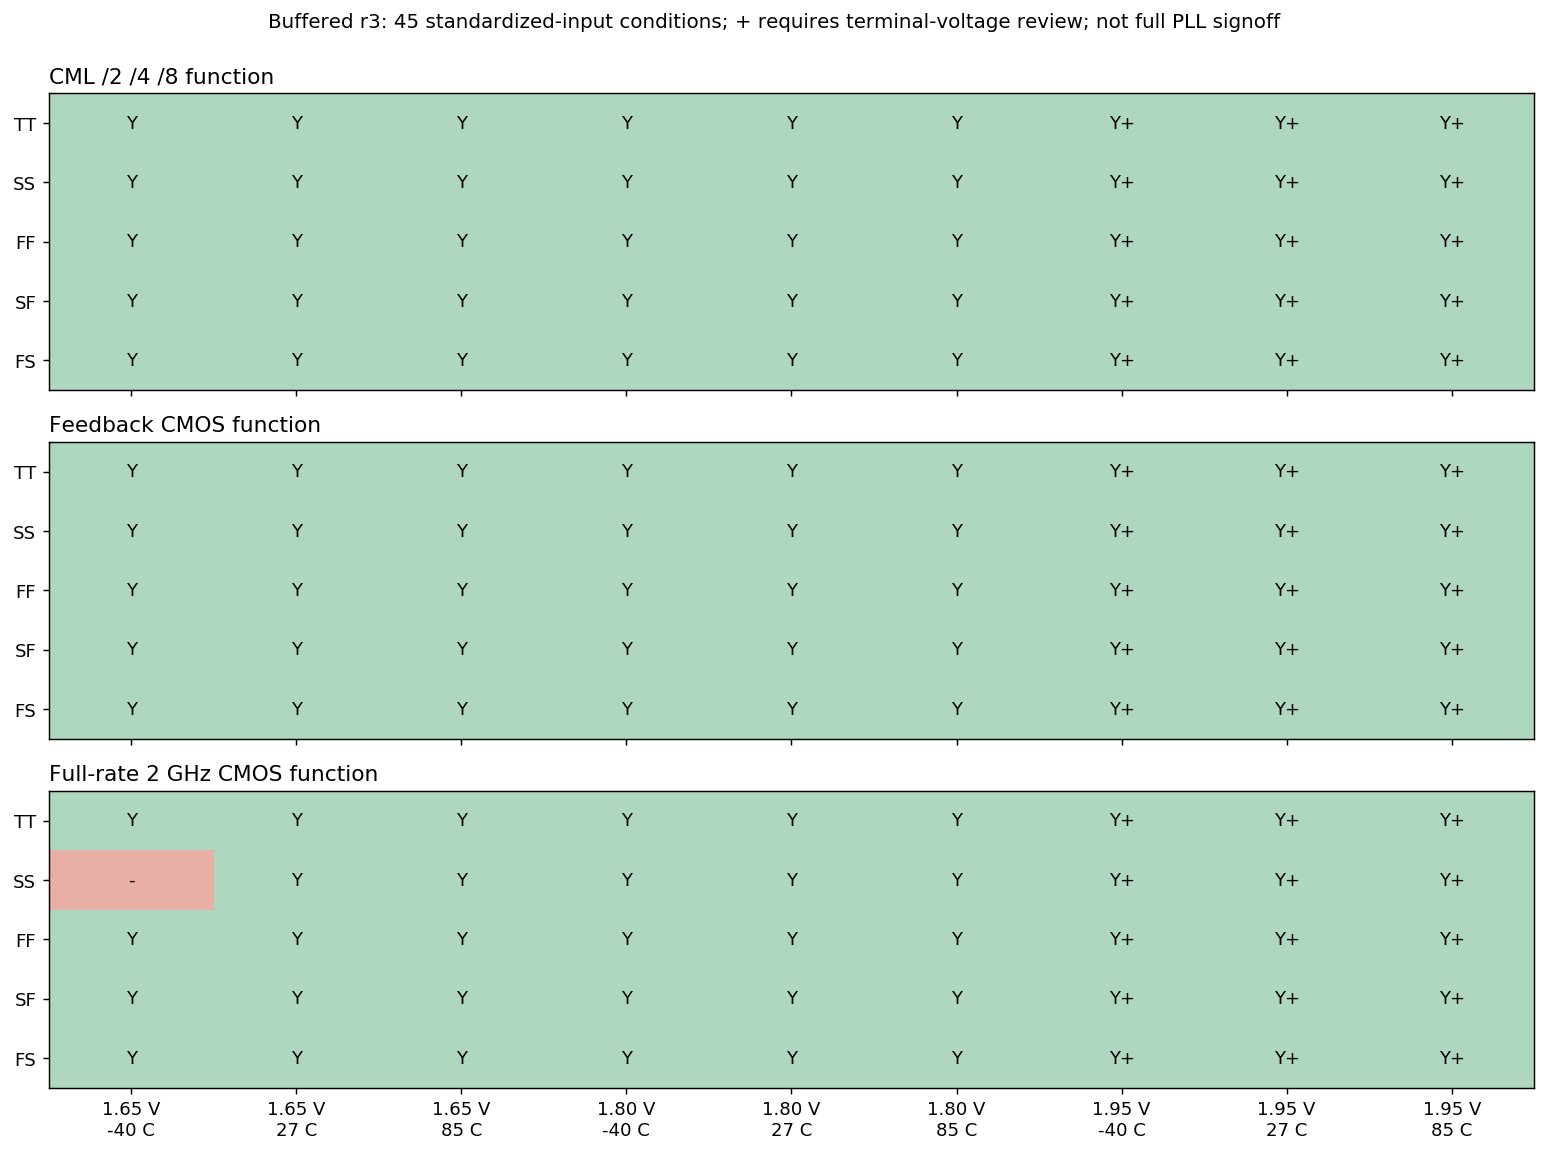 Buffered r3: 45 standardized-input conditions; + requires terminal-voltage review; not full PLL signoff
CML /2 /4 /8 function
TT Y Y Y Y Y Y Y+ Y+ Y+
SS Y Y Y Y Y Y Y+ Y+ Y+
FF Y Y Y Y Y Y Y+ Y+ Y+
SF Y Y Y Y Y Y Y+ Y+ Y+
FS Y Y Y Y Y Y Y+ Y+ Y+
Feedback CMOS function
TT Y Y Y Y Y Y Y+ Y+ Y+
SS Y Y Y Y Y Y Y+ Y+ Y+
FF Y Y Y Y Y Y Y+ Y+ Y+
SF Y Y Y Y Y Y Y+ Y+ Y+
FS Y Y Y Y Y Y Y+ Y+ Y+
Full-rate 2 GHz CMOS function
TT Y Y Y Y Y Y Y+ Y+ Y+
SS - Y Y Y Y Y Y+ Y+ Y+
FF Y Y Y Y Y Y Y+ Y+ Y+
SF Y Y Y Y Y Y Y+ Y+ Y+
FS Y Y Y Y Y Y Y+ Y+ Y+
1.65 V 1.65 V 1.65 V 1.80 V 1.80 V 1.80 V 1.95 V 1.95 V 1.95 V
-40 C 27 C 85 C -40 C 27 C 85 C -40 C 27 C 85 C